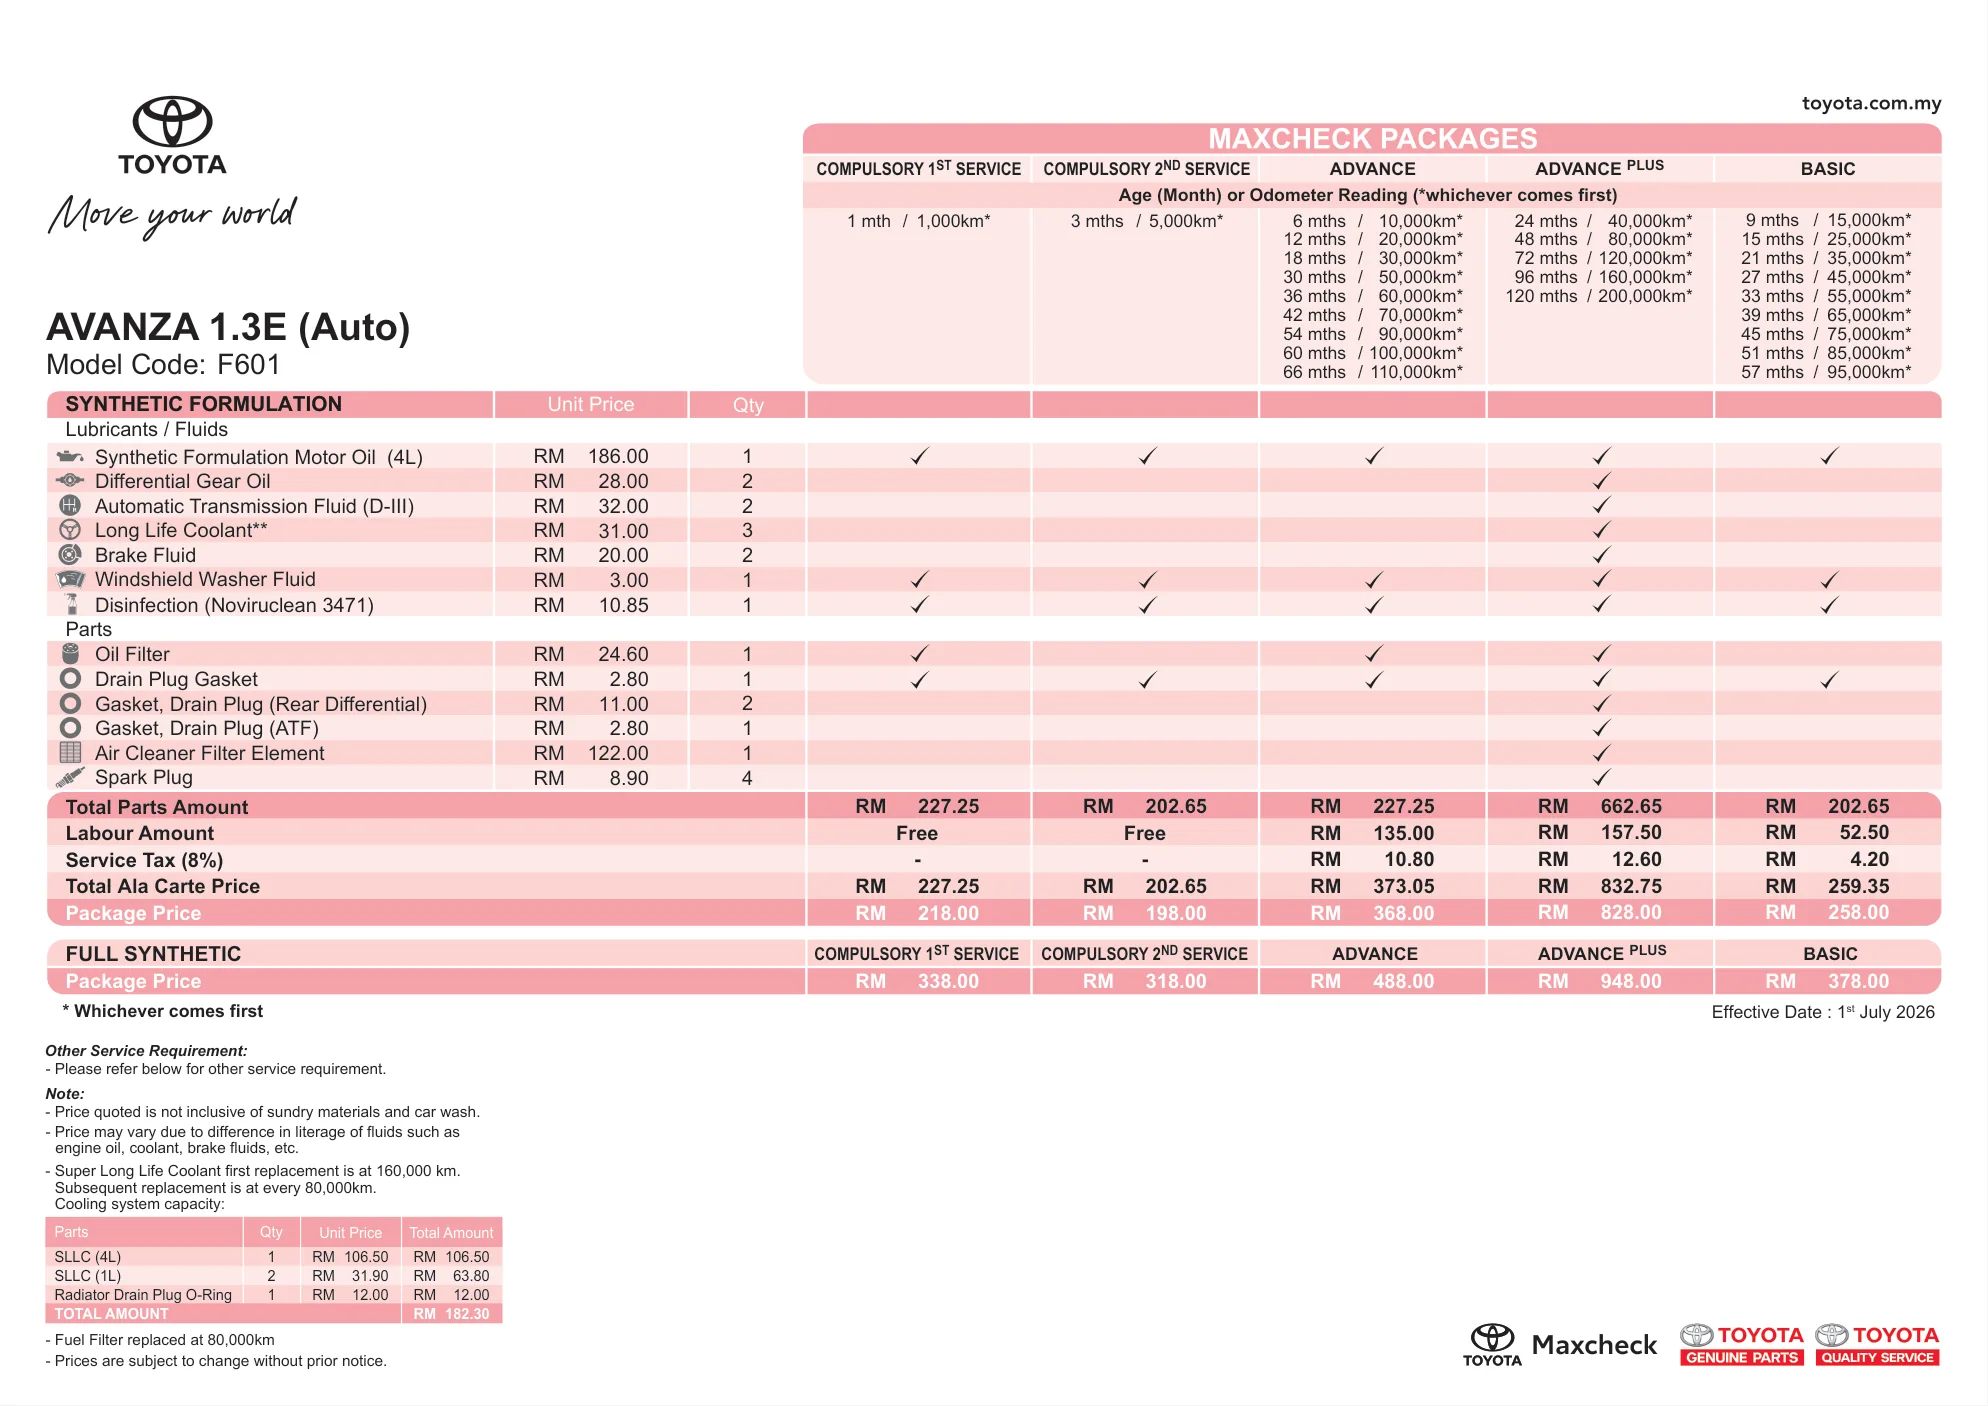 TOYOTA
Move your world
toyota.com.my
AVANZA 1.3E (Auto)
Model Code: F601
MAXCHECK PACKAGES
COMPULSORY 1ST SERVICE COMPULSORY 2ND SERVICE ADVANCE ADVANCE PLUS BASIC
Age (Month) or Odometer Reading (*whichever comes first)
1 mth / 1,000km* 3 mths / 5,000km* 6 mths / 10,000km* 24 mths / 40,000km* 9 mths / 15,000km*
12 mths / 20,000km* 48 mths / 80,000km* 15 mths / 25,000km*
18 mths / 30,000km* 72 mths / 120,000km* 21 mths / 35,000km*
30 mths / 50,000km* 96 mths / 160,000km* 27 mths / 45,000km*
36 mths / 60,000km* 120 mths / 200,000km* 33 mths / 55,000km*
42 mths / 70,000km* 39 mths / 65,000km*
54 mths / 90,000km* 45 mths / 75,000km*
60 mths / 100,000km* 51 mths / 85,000km*
66 mths / 110,000km* 57 mths / 95,000km*
SYNTHETIC FORMULATION Unit Price Qty
Lubricants / Fluids
Synthetic Formulation Motor Oil (4L) RM 186.00 1 ✓ ✓ ✓ ✓ ✓
Differential Gear Oil RM 28.00 2 ✓
Automatic Transmission Fluid (D-III) RM 32.00 2 ✓
Long Life Coolant** RM 31.00 3 ✓
Brake Fluid RM 20.00 2 ✓
Windshield Washer Fluid RM 3.00 1 ✓ ✓ ✓ ✓ ✓
Disinfection (Noviruclean 3471) RM 10.85 1 ✓ ✓ ✓ ✓ ✓
Parts
Oil Filter RM 24.60 1 ✓ ✓ ✓
Drain Plug Gasket RM 2.80 1 ✓ ✓ ✓ ✓ ✓
Gasket, Drain Plug (Rear Differential) RM 11.00 2 ✓
Gasket, Drain Plug (ATF) RM 2.80 1 ✓
Air Cleaner Filter Element RM 122.00 1 ✓
Spark Plug RM 8.90 4 ✓
Total Parts Amount RM 227.25 RM 202.65 RM 227.25 RM 662.65 RM 202.65
Labour Amount Free Free RM 135.00 RM 157.50 RM 52.50
Service Tax (8%) - - RM 10.80 RM 12.60 RM 4.20
Total Ala Carte Price RM 227.25 RM 202.65 RM 373.05 RM 832.75 RM 259.35
Package Price RM 218.00 RM 198.00 RM 368.00 RM 828.00 RM 258.00
FULL SYNTHETIC COMPULSORY 1ST SERVICE COMPULSORY 2ND SERVICE ADVANCE ADVANCE PLUS BASIC
Package Price RM 338.00 RM 318.00 RM 488.00 RM 948.00 RM 378.00
* Whichever comes first
Effective Date : 1st July 2026
Other Service Requirement:
- Please refer below for other service requirement.
Note:
- Price quoted is not inclusive of sundry materials and car wash.
- Price may vary due to difference in literage of fluids such as
engine oil, coolant, brake fluids, etc.
- Super Long Life Coolant first replacement is at 160,000 km.
Subsequent replacement is at every 80,000km.
Cooling system capacity:
Parts Qty Unit Price Total Amount
SLLC (4L) 1 RM 106.50 RM 106.50
SLLC (1L) 2 RM 31.90 RM 63.80
Radiator Drain Plug O-Ring 1 RM 12.00 RM 12.00
TOTAL AMOUNT RM 182.30
- Fuel Filter replaced at 80,000km
- Prices are subject to change without prior notice.
TOYOTA Maxcheck
TOYOTA
GENUINE PARTS
TOYOTA
QUALITY SERVICE